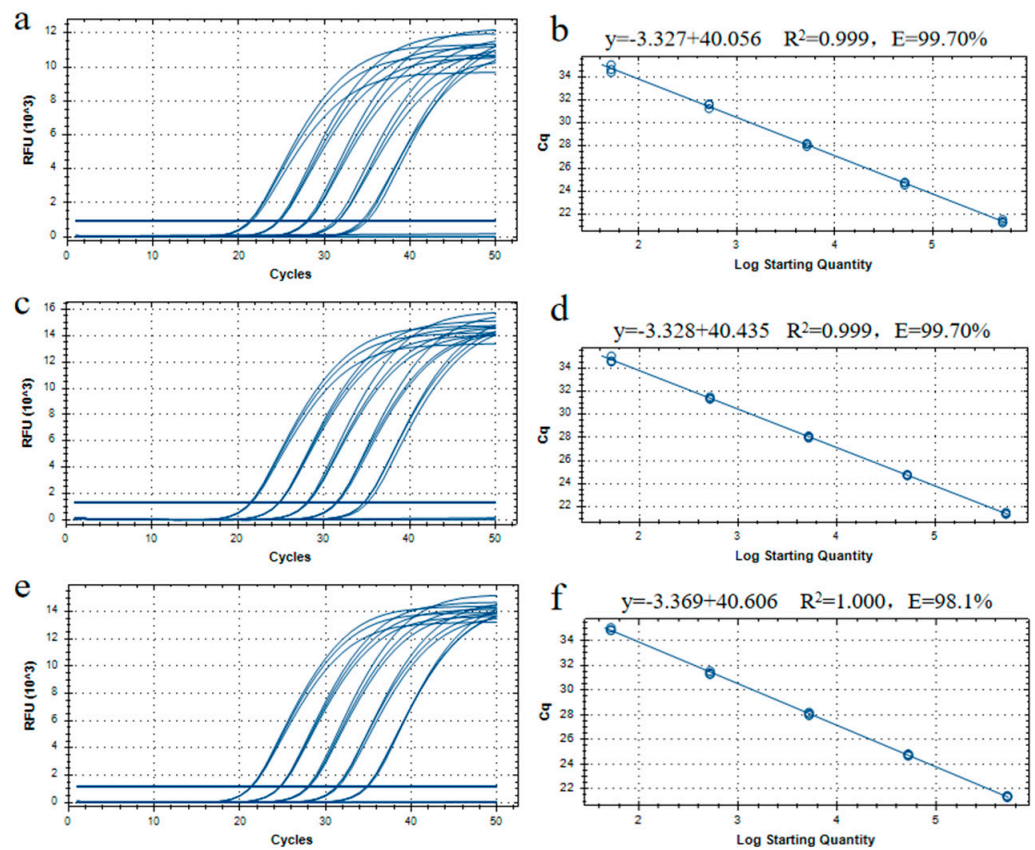 a
RFU (10^3)
12
10
8
6
4
2
0
0 10 20 30 40 50
Cycles
b
y=-3.327+40.056 R²=0.999，E=99.70%
Cq
34
32
30
28
26
24
22
2 3 4 5
Log Starting Quantity
c
RFU (10^3)
16
14
12
10
8
6
4
2
0
0 10 20 30 40 50
Cycles
d
y=-3.328+40.435 R²=0.999，E=99.70%
Cq
34
32
30
28
26
24
22
2 3 4 5
Log Starting Quantity
e
RFU (10^3)
14
12
10
8
6
4
2
0
0 10 20 30 40 50
Cycles
f
y=-3.369+40.606 R²=1.000，E=98.1%
Cq
34
32
30
28
26
24
22
2 3 4 5
Log Starting Quantity